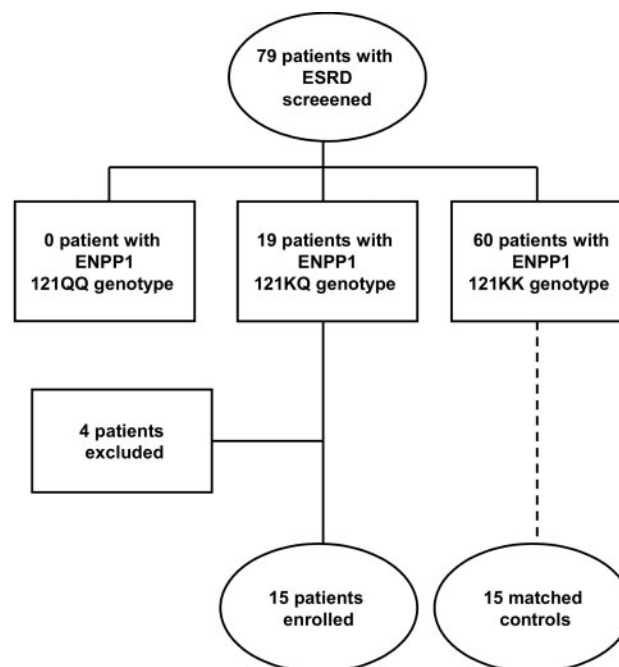 79 patients with
ESRD
screeened
0 patient with
ENPP1
121QQ genotype
19 patients with
ENPP1
121KQ genotype
60 patients with
ENPP1
121KK genotype
4 patients
excluded
15 patients
enrolled
15 matched
controls